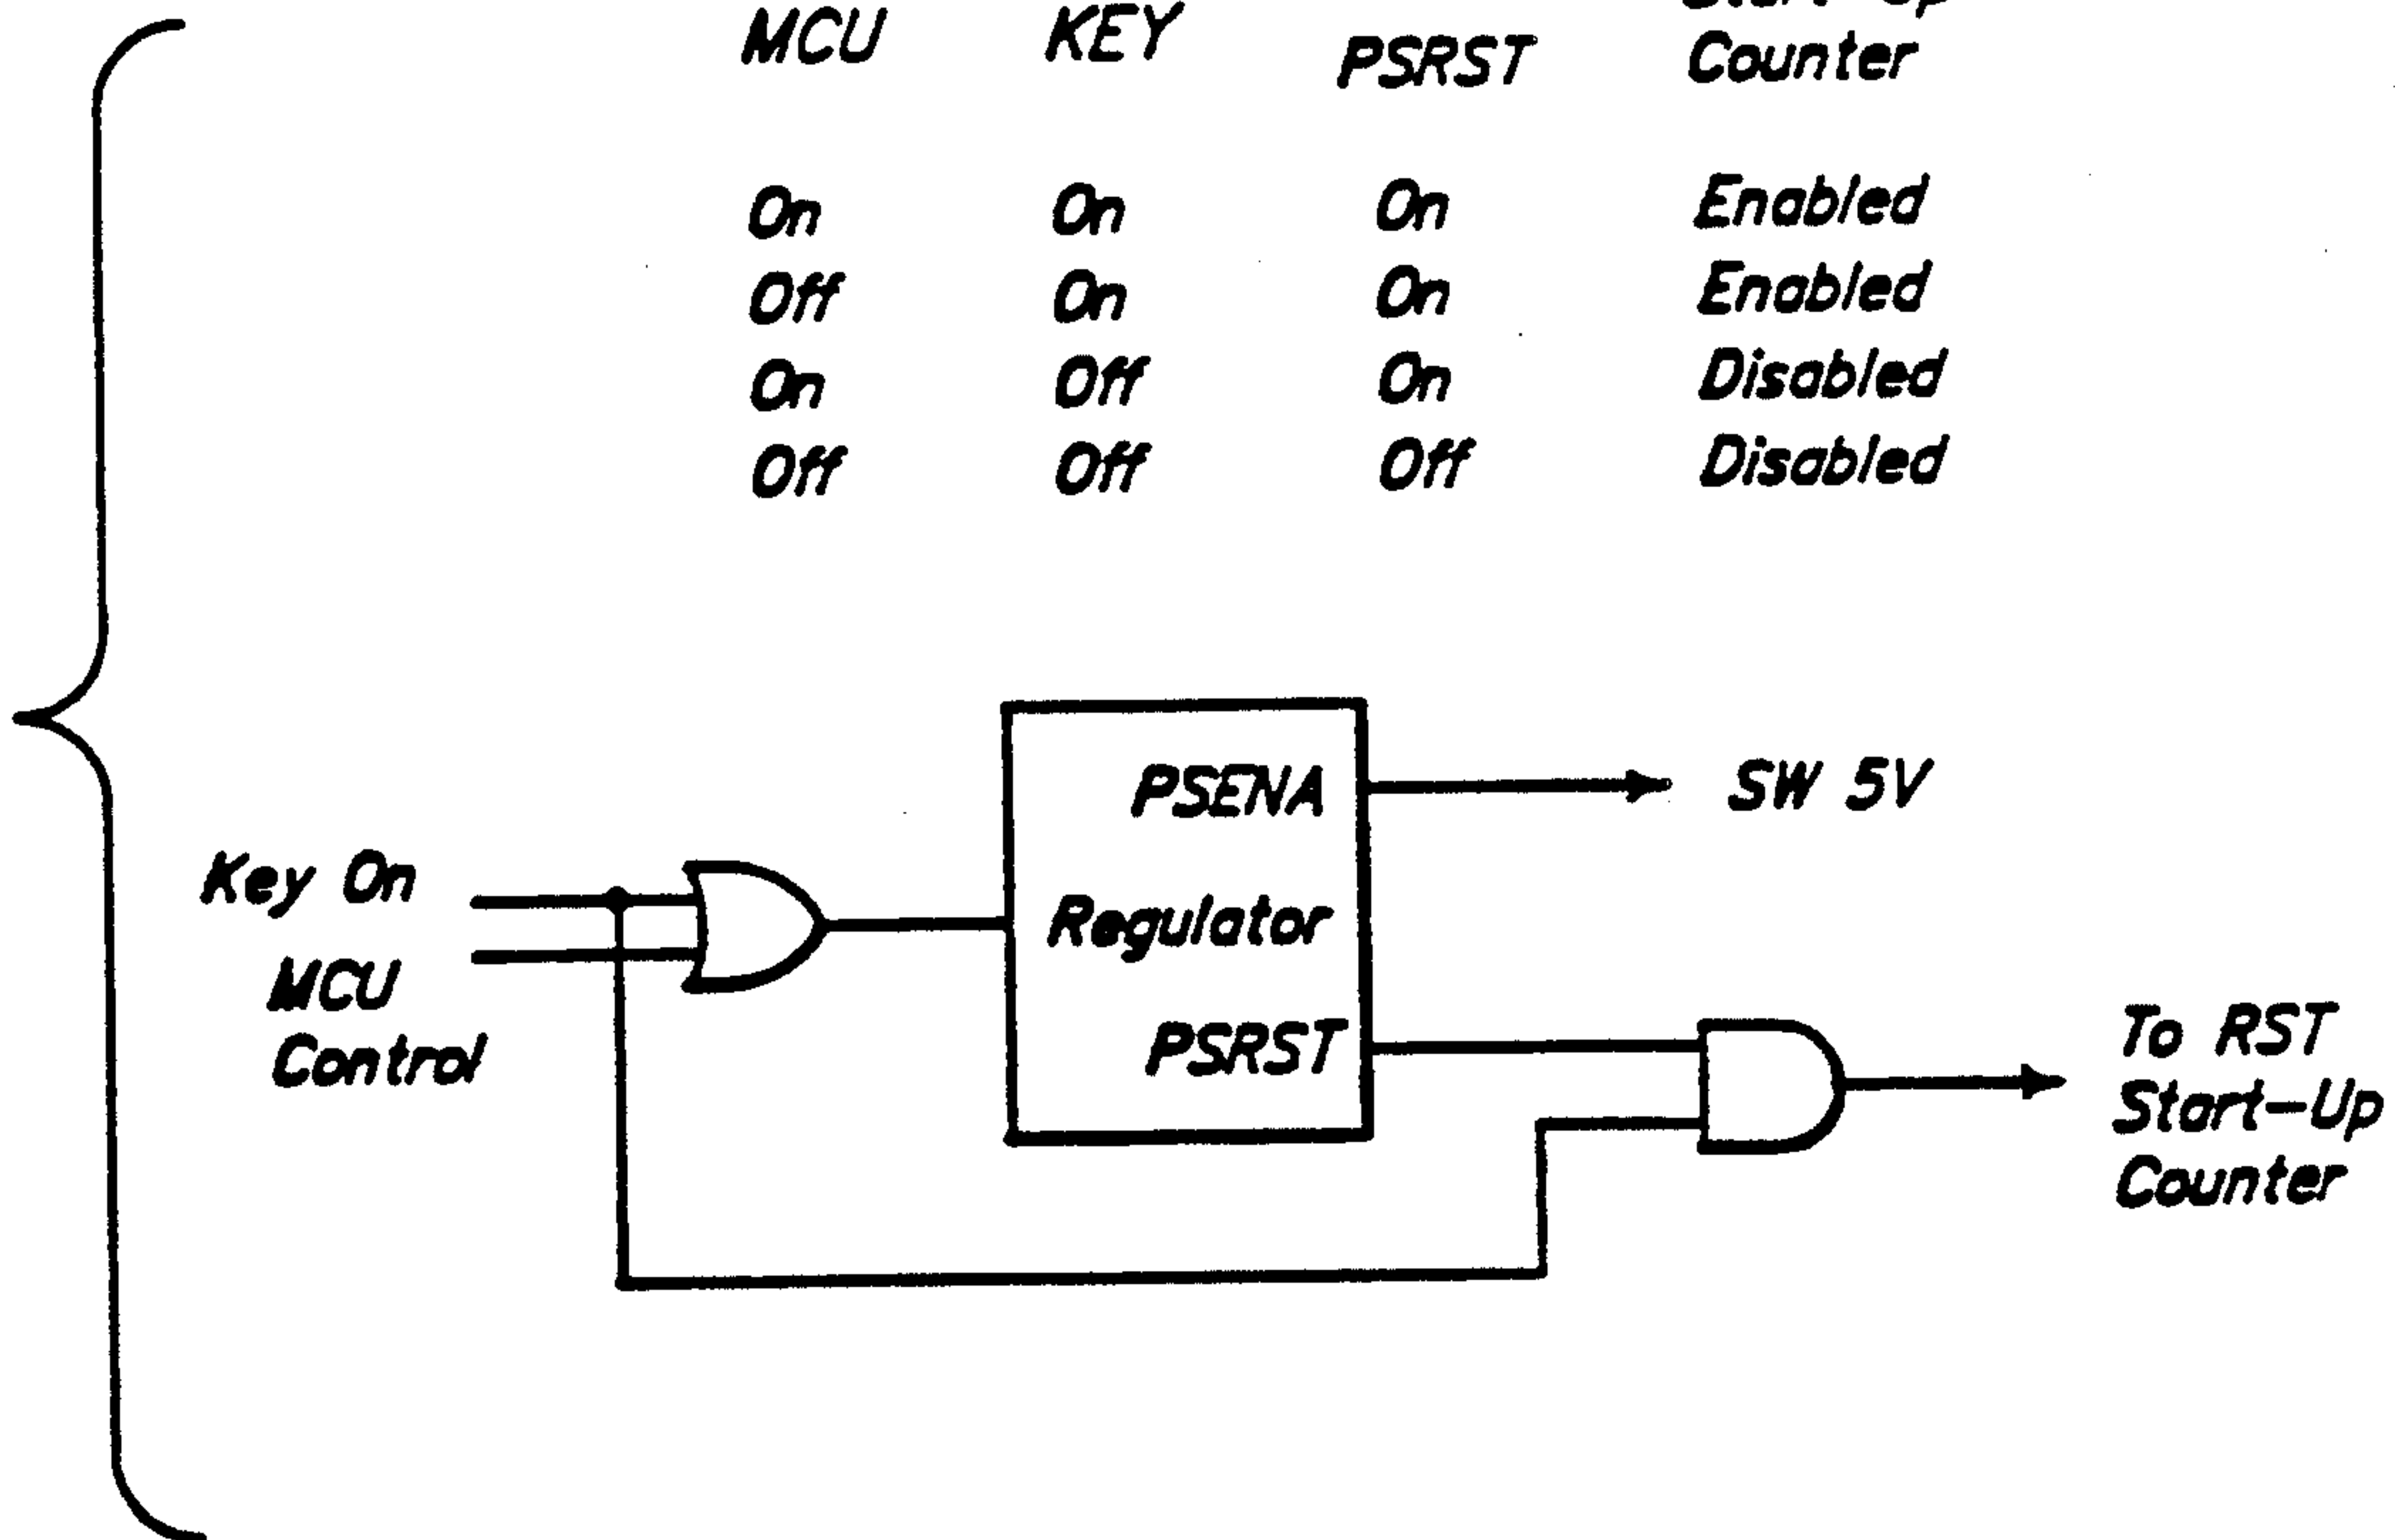 MCU KEY PSRST Counter
On On On Enabled
Off On On Enabled
On Off On Disabled
Off Off Off Disabled
PSENA
SW 5V
Key On
Regulator
MCU
Control
PSRST
To RST
Start-Up
Counter